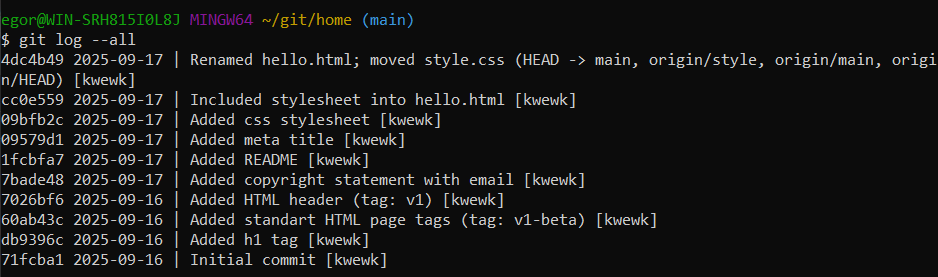 egor@WIN-SRH815I0L8J MINGW64 ~/git/home (main)
$ git log --all
4dc4b49 2025-09-17 | Renamed hello.html; moved style.css (HEAD -> main, origin/style, origin/main, origi
n/HEAD) [kwewk]
cc0e559 2025-09-17 | Included stylesheet into hello.html [kwewk]
09bfb2c 2025-09-17 | Added css stylesheet [kwewk]
09579d1 2025-09-17 | Added meta title [kwewk]
1fcbfa7 2025-09-17 | Added README [kwewk]
7bade48 2025-09-17 | Added copyright statement with email [kwewk]
7026bf6 2025-09-16 | Added HTML header (tag: v1) [kwewk]
60ab43c 2025-09-16 | Added standart HTML page tags (tag: v1-beta) [kwewk]
db9396c 2025-09-16 | Added h1 tag [kwewk]
71fcba1 2025-09-16 | Initial commit [kwewk]